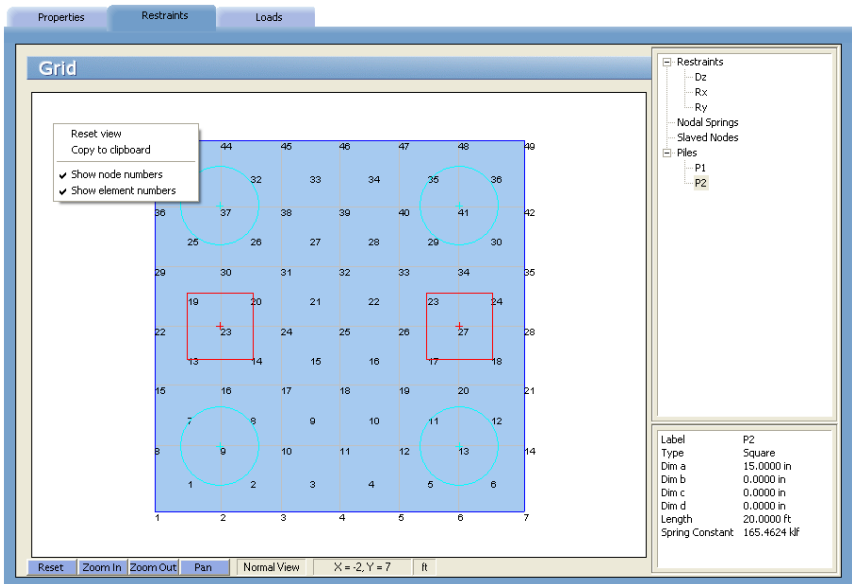 Properties Restraints Loads
Grid
Restraints
Dz
Rx
Ry
Nodal Springs
Slaved Nodes
Piles
P1
P2
Reset view
Copy to clipboard
Show node numbers
Show element numbers
44 45 46 47 48 49
32 33 34 35 36
36 37 38 39 40 41 42
25 26 27 28 29 30
29 30 31 32 33 34 35
19 20 21 22 23 24
22 23 24 25 26 27 28
13 14 15 16 17 18
15 16 17 18 19 20 21
7 8 9 10 11 12
8 9 10 11 12 13 14
1 2 3 4 5 6
1 2 3 4 5 6 7
Label P2
Type Square
Dim a 15.0000 in
Dim b 0.0000 in
Dim c 0.0000 in
Dim d 0.0000 in
Length 20.0000 ft
Spring Constant 165.4624 klf
Reset Zoom In Zoom Out Pan Normal View X = -2, Y = 7 ft